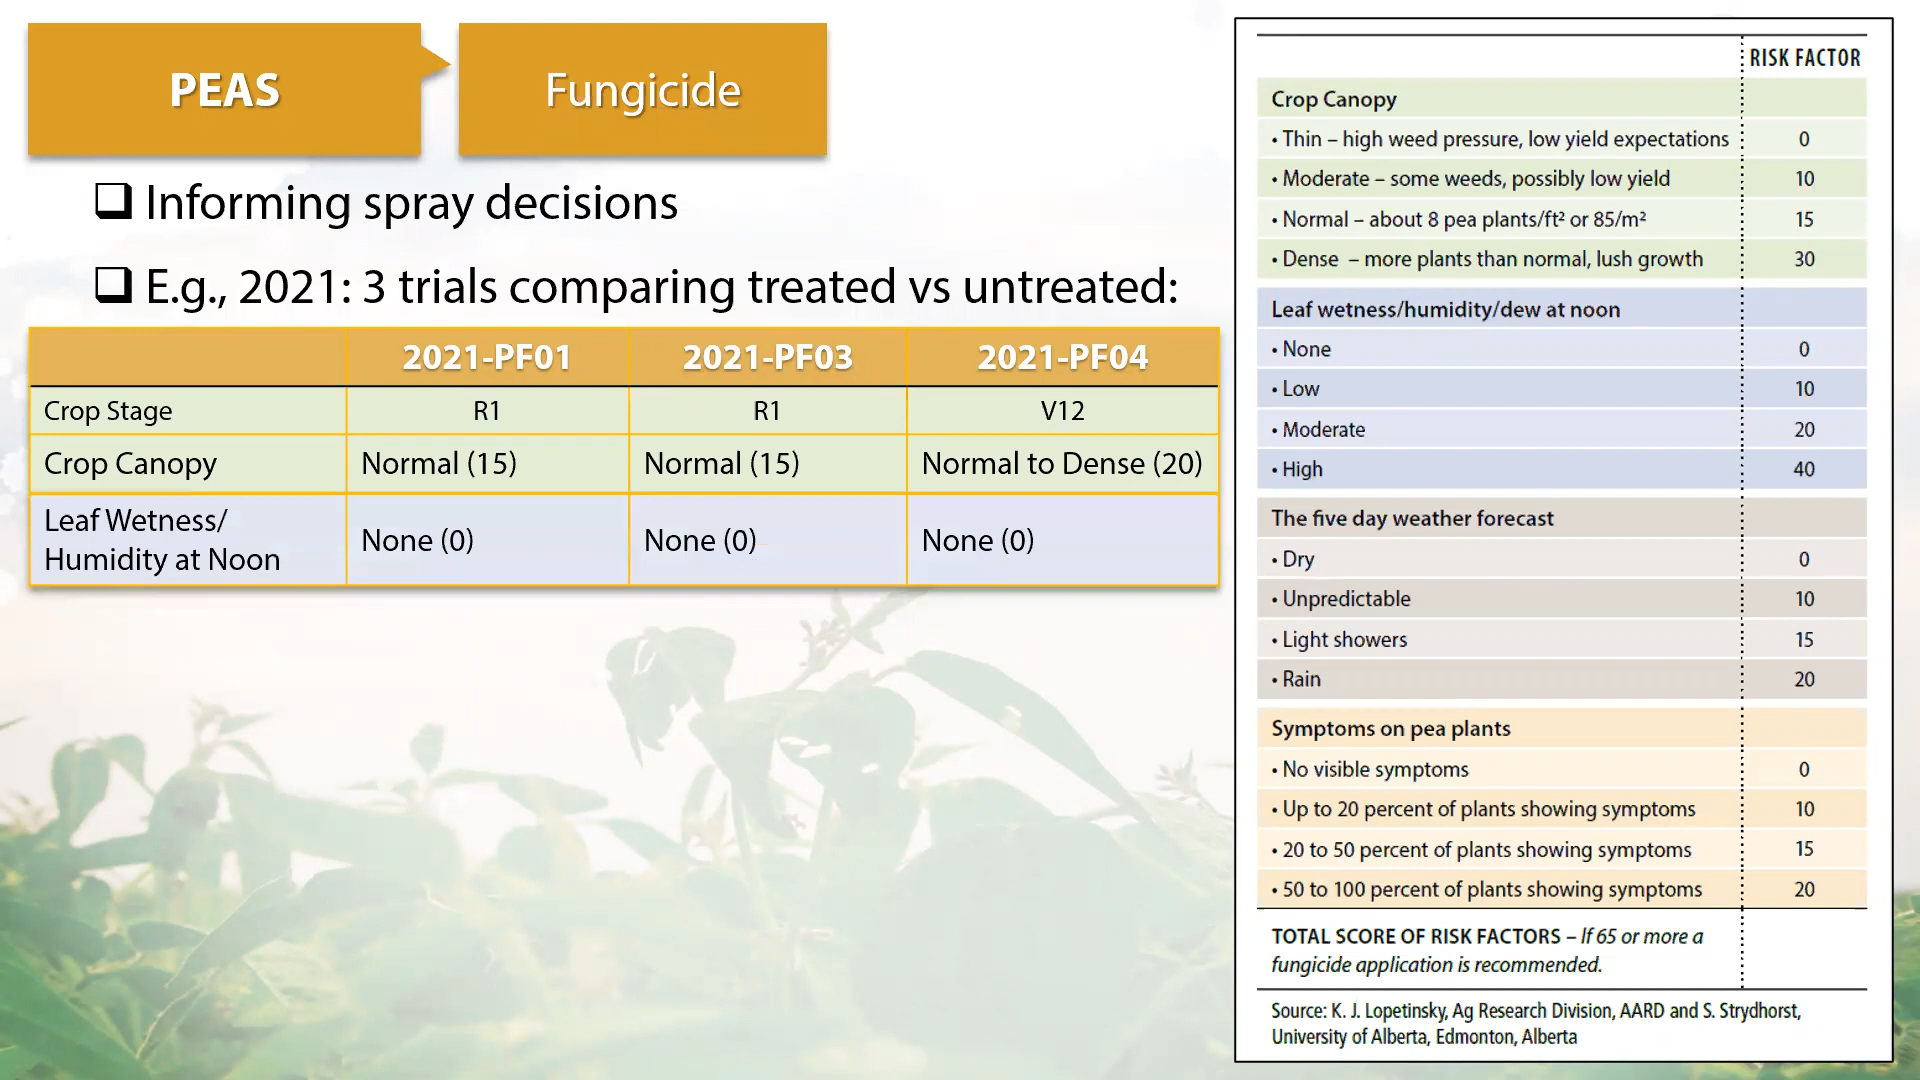 PEAS
Fungicide
Informing spray decisions
E.g., 2021: 3 trials comparing treated vs untreated:
2021-PF01 2021-PF03 2021-PF04
Crop Stage R1 R1 V12
Crop Canopy Normal (15) Normal (15) Normal to Dense (20)
Leaf Wetness/
Humidity at Noon None (0) None (0) None (0)
RISK FACTOR
Crop Canopy
• Thin – high weed pressure, low yield expectations 0
• Moderate – some weeds, possibly low yield 10
• Normal – about 8 pea plants/ft² or 85/m² 15
• Dense – more plants than normal, lush growth 30
Leaf wetness/humidity/dew at noon
• None 0
• Low 10
• Moderate 20
• High 40
The five day weather forecast
• Dry 0
• Unpredictable 10
• Light showers 15
• Rain 20
Symptoms on pea plants
• No visible symptoms 0
• Up to 20 percent of plants showing symptoms 10
• 20 to 50 percent of plants showing symptoms 15
• 50 to 100 percent of plants showing symptoms 20
TOTAL SCORE OF RISK FACTORS – If 65 or more a
fungicide application is recommended.
Source: K. J. Lopetinsky, Ag Research Division, AARD and S. Strydhorst,
University of Alberta, Edmonton, Alberta